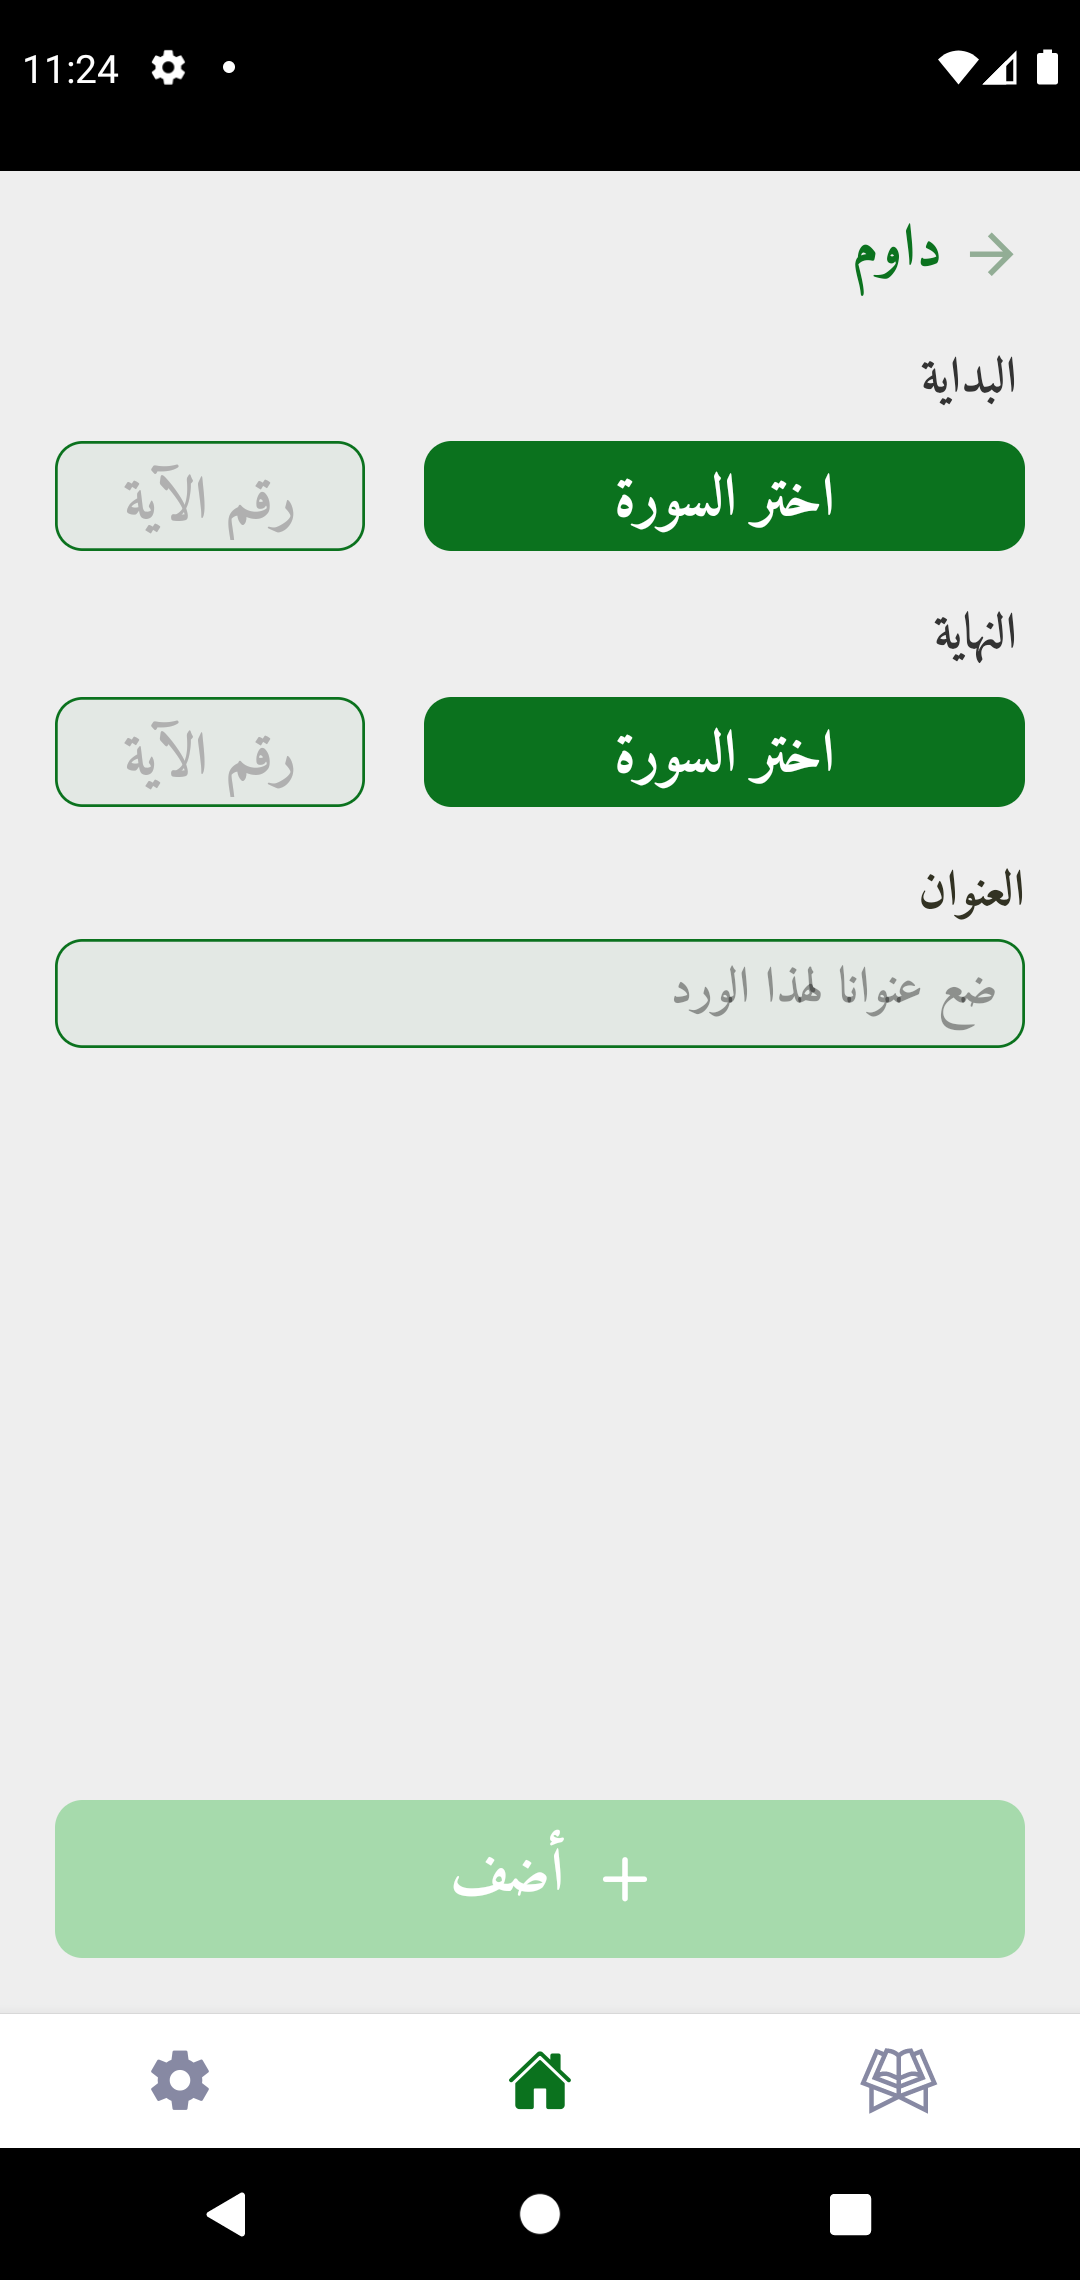 11:24
داوم
البداية
اختر السورة
رقم الآية
النهاية
اختر السورة
رقم الآية
العنوان
ضع عنوانا لهذا الورد
أضف